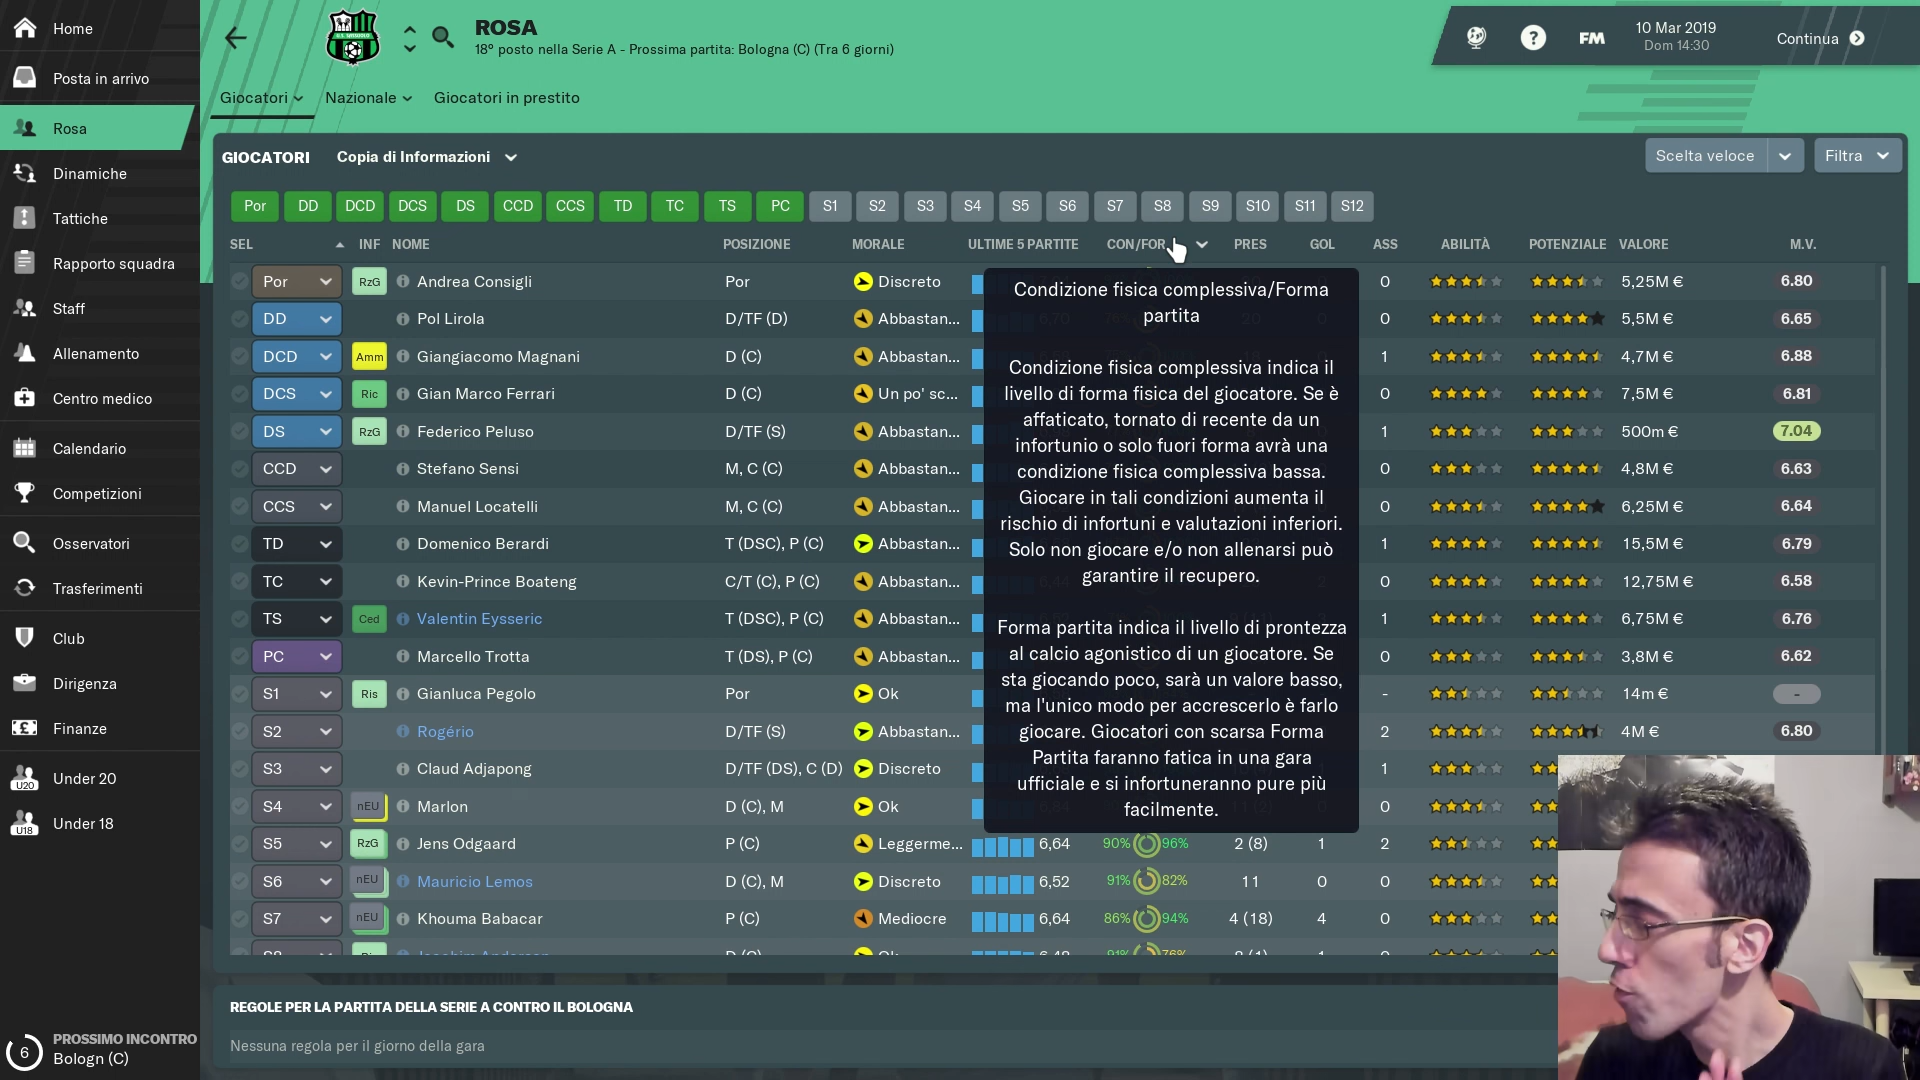 Home
Posta in arrivo
Rosa
Dinamiche
Tattiche
Rapporto squadra
Staff
Allenamento
Centro medico
Calendario
Competizioni
Osservatori
Trasferimenti
Club
Dirigenza
Finanze
U20 Under 20
U18 Under 18
6 PROSSIMO INCONTRO
Bologn (C)
ROSA
18° posto nella Serie A - Prossima partita: Bologna (C) (Tra 6 giorni)
FM
10 Mar 2019
Dom 14:30
Continua
Giocatori Nazionale Giocatori in prestito
GIOCATORI Copia di Informazioni Scelta veloce Filtra
Por DD DCD DCS DS CCD CCS TD TC TS PC S1 S2 S3 S4 S5 S6 S7 S8 S9 S10 S11 S12
SEL INF NOME POSIZIONE MORALE ULTIME 5 PARTITE CON/FOR PRES GOL ASS ABILITÀ POTENZIALE VALORE M.V.
Por RzG Andrea Consigli Por Discreto 0 5,25M € 6.80
DD Pol Lirola D/TF (D) Abbastan... 0 5,5M € 6.65
DCD Amm Giangiacomo Magnani D (C) Abbastan... 1 4,7M € 6.88
DCS Ric Gian Marco Ferrari D (C) Un po' sc... 0 7,5M € 6.81
DS RzG Federico Peluso D/TF (S) Abbastan... 1 500m € 7.04
CCD Stefano Sensi M, C (C) Abbastan... 0 4,8M € 6.63
CCS Manuel Locatelli M, C (C) Abbastan... 0 6,25M € 6.64
TD Domenico Berardi T (DSC), P (C) Abbastan... 1 15,5M € 6.79
TC Kevin-Prince Boateng C/T (C), P (C) Abbastan... 0 12,75M € 6.58
TS Ced Valentin Eysseric T (DSC), P (C) Abbastan... 1 6,75M € 6.76
PC Marcello Trotta T (DS), P (C) Abbastan... 0 3,8M € 6.62
S1 Ris Gianluca Pegolo Por Ok - 14m € -
S2 Rogério D/TF (S) Abbastan... 2 4M € 6.80
S3 Claud Adjapong D/TF (DS), C (D) Discreto 1
S4 nEU Marlon D (C), M Ok 0
S5 RzG Jens Odgaard P (C) Leggerme... 6,64 90% 96% 2 (8) 1 2
S6 nEU Mauricio Lemos D (C), M Discreto 6,52 91% 82% 11 0 0
S7 nEU Khouma Babacar P (C) Mediocre 6,64 86% 94% 4 (18) 4 0
Condizione fisica complessiva/Forma
partita
Condizione fisica complessiva indica il
livello di forma fisica del giocatore. Se è
affaticato, tornato di recente da un
infortunio o solo fuori forma avrà una
condizione fisica complessiva bassa.
Giocare in tali condizioni aumenta il
rischio di infortuni e valutazioni inferiori.
Solo non giocare e/o non allenarsi può
garantire il recupero.
Forma partita indica il livello di prontezza
al calcio agonistico di un giocatore. Se
sta giocando poco, sarà un valore basso,
ma l'unico modo per accrescerlo è farlo
giocare. Giocatori con scarsa Forma
Partita faranno fatica in una gara
ufficiale e si infortuneranno pure più
facilmente.
REGOLE PER LA PARTITA DELLA SERIE A CONTRO IL BOLOGNA
Nessuna regola per il giorno della gara